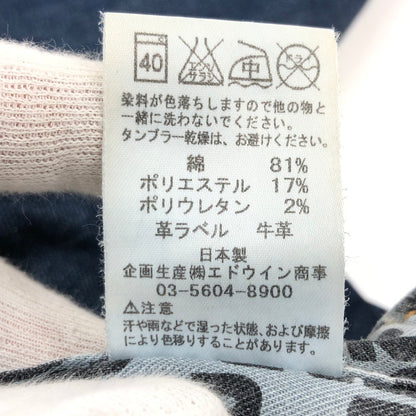 40 エンソ サラシ 中
染料が色落ちしますので他の物と
一緒に洗わないでください。
タンブラー乾燥は、お避けください。
綿 81%
ポリエステル 17%
ポリウレタン 2%
革ラベル 牛革
日本製
企画生産㈱エドウイン商事
03-5604-8900
⚠注意
汗や雨などで湿った状態、および摩擦
により色移りすることがあります。